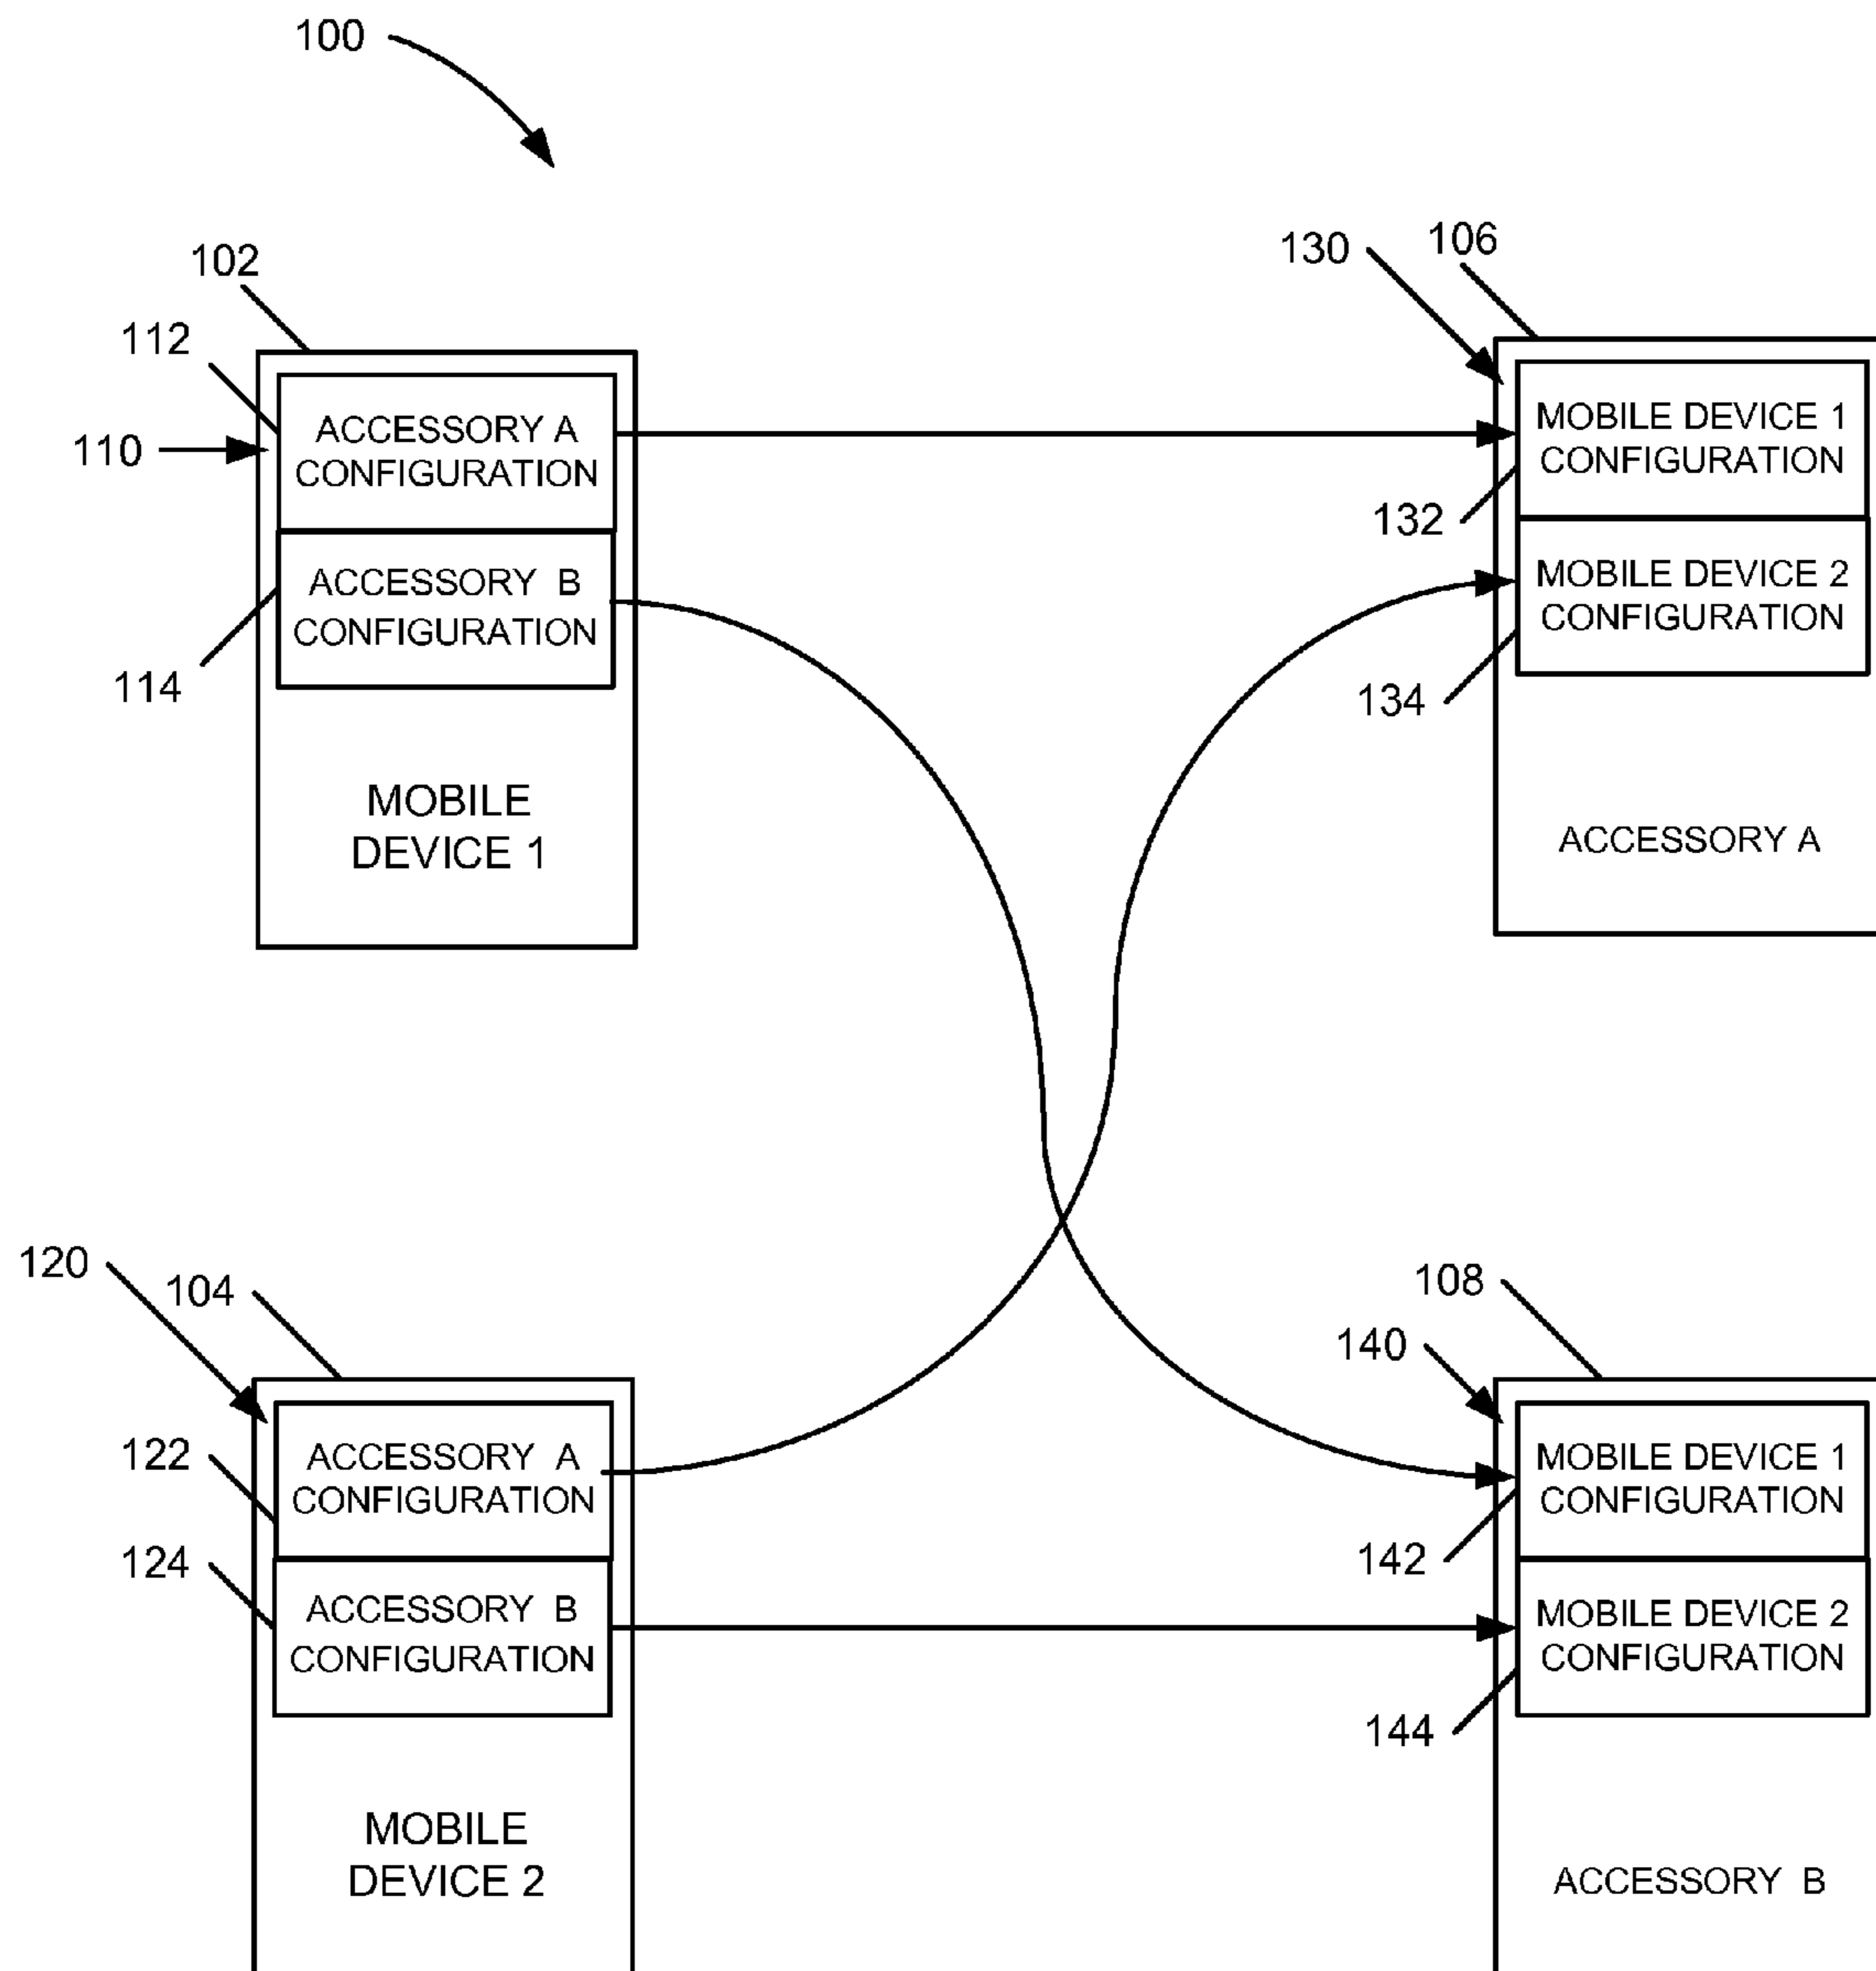 100
102
112
110
ACCESSORY A
CONFIGURATION
ACCESSORY B
CONFIGURATION
114
MOBILE
DEVICE 1
130
106
MOBILE DEVICE 1
CONFIGURATION
132
MOBILE DEVICE 2
CONFIGURATION
134
ACCESSORY A
120
104
122
ACCESSORY A
CONFIGURATION
124
ACCESSORY B
CONFIGURATION
MOBILE
DEVICE 2
108
140
MOBILE DEVICE 1
CONFIGURATION
142
MOBILE DEVICE 2
CONFIGURATION
144
ACCESSORY B